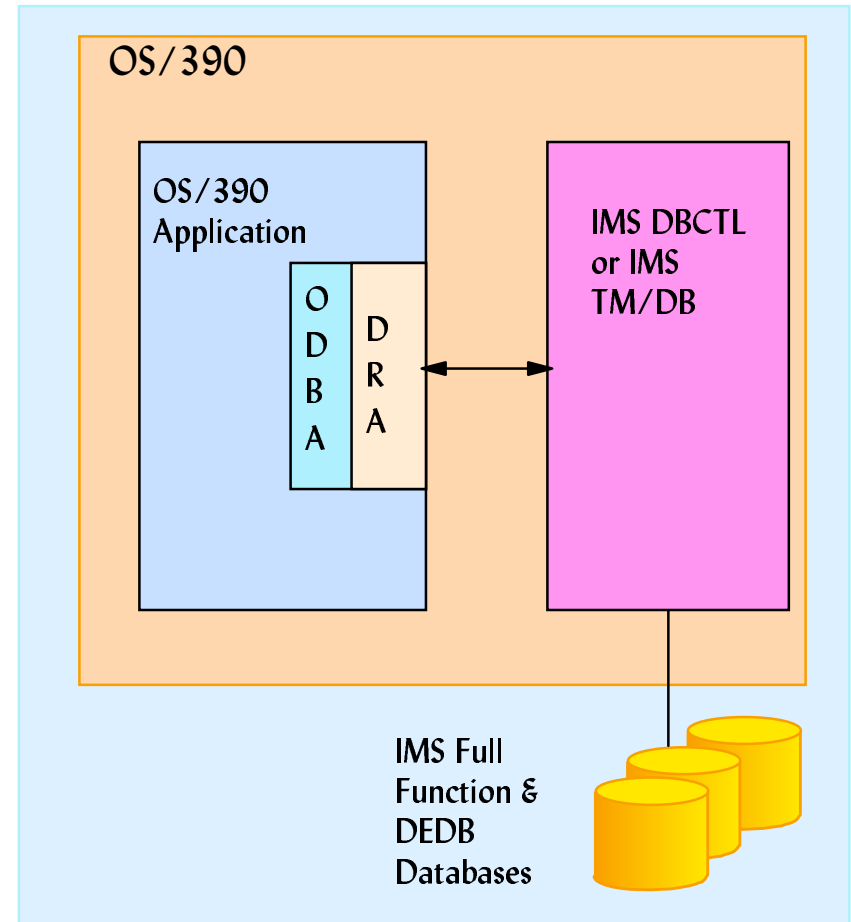 OS/390
OS/390
Application
O
D
B
A
D
R
A
IMS DBCTL
or IMS
TM/DB
IMS Full
Function &
DEDB
Databases